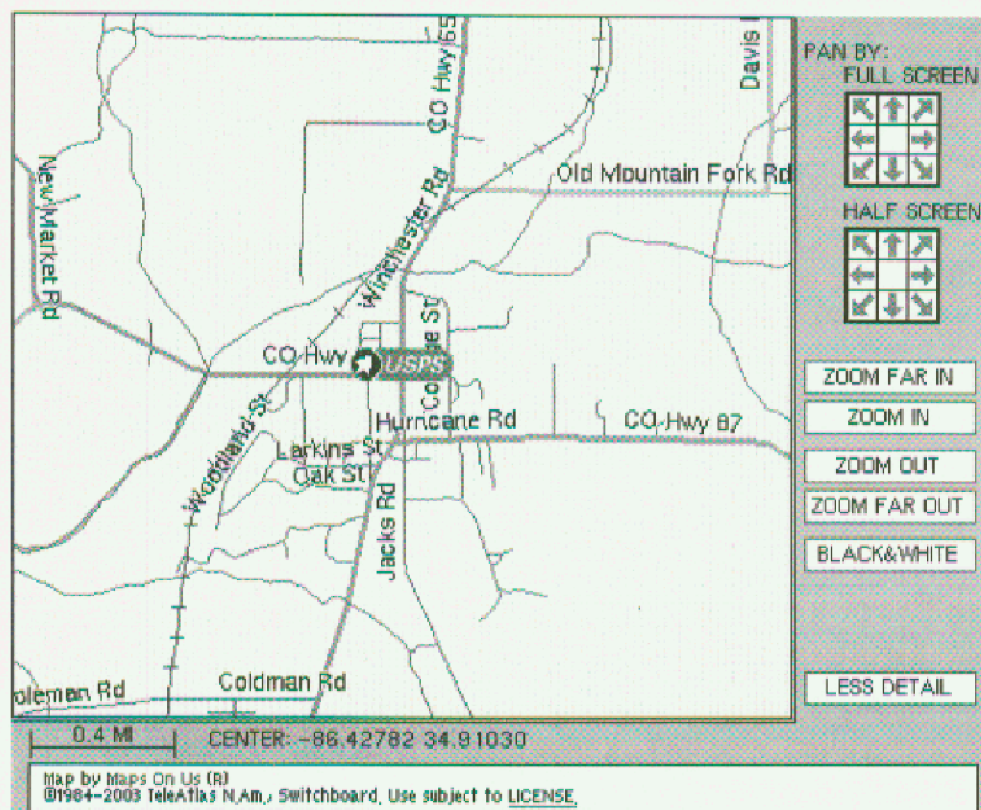 PAN BY:
FULL SCREEN
HALF SCREEN
ZOOM FAR IN
ZOOM IN
ZOOM OUT
ZOOM FAR OUT
BLACK&WHITE
LESS DETAIL
CO Hwy 65
Davis
Old Mountain Fork Rd
New Market Rd
Winchester Rd
CO Hwy
USPS
Hurricane Rd
CO Hwy 87
Woodland St
Larkins St
Oak St
Jacks Rd
oleman Rd
Coldman Rd
0.4 MI
CENTER: -86.42782 34.91030
Map by Maps On Us (R)
©1984-2003 TeleAtlas N.Am., Switchboard. Use subject to LICENSE.